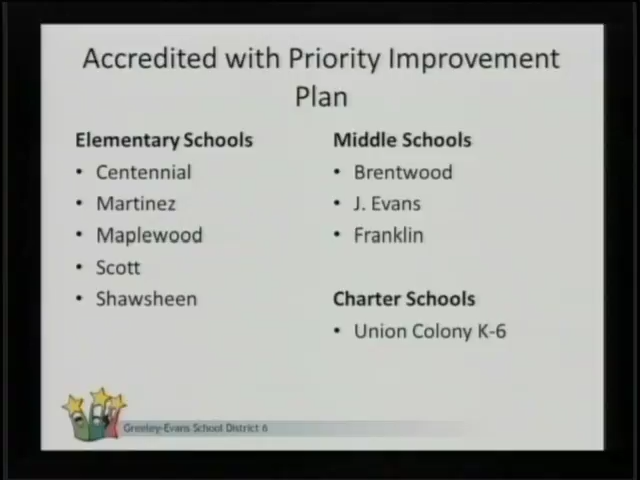 Accredited with Priority Improvement
Plan
Elementary Schools
• Centennial
• Martinez
• Maplewood
• Scott
• Shawsheen
Middle Schools
• Brentwood
• J. Evans
• Franklin
Charter Schools
• Union Colony K-6
Greeley-Evans School District 6